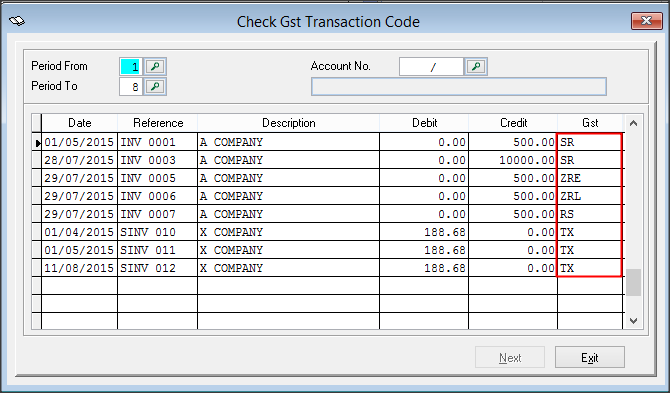 Check Gst Transaction Code
Period From 1 Account No. /
Period To 8
Date Reference Description Debit Credit Gst
01/05/2015 INV 0001 A COMPANY 0.00 500.00 SR
28/07/2015 INV 0003 A COMPANY 0.00 10000.00 SR
29/07/2015 INV 0005 A COMPANY 0.00 500.00 ZRE
29/07/2015 INV 0006 A COMPANY 0.00 500.00 ZRL
29/07/2015 INV 0007 A COMPANY 0.00 500.00 RS
01/04/2015 SINV 010 X COMPANY 188.68 0.00 TX
01/05/2015 SINV 011 X COMPANY 188.68 0.00 TX
11/08/2015 SINV 012 X COMPANY 188.68 0.00 TX
Next Exit